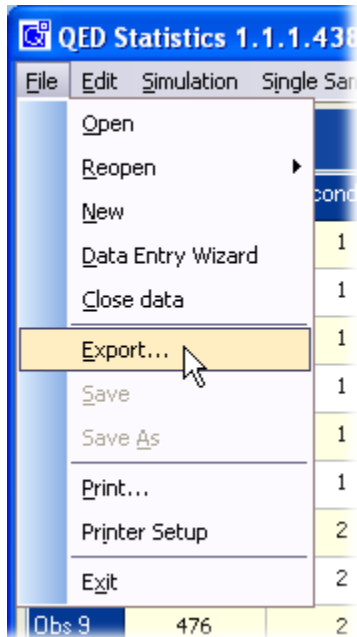 QED Statistics 1.1.1.438
File Edit Simulation Single
Open
Reopen
New
Data Entry Wizard
Close data
Export...
Save
Save As
Print...
Printer Setup
Exit
1
1
1
1
1
1
2
2
Obs 9 476 2